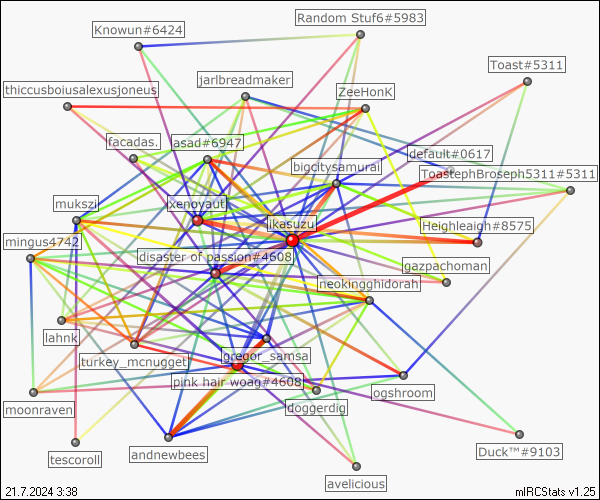 Random Stuf6#5983
Knowun#6424
Toast#5311
jarlbreadmaker
thiccusboiusalexusjoneus
ZeeHonK
facadas.
asad#6947
default#0617
bigcitysamurai
ToastephBroseph5311#5311
mukszi
xenoyaut
ikasuzu
Heighleaigh#8575
mingus4742
disaster of passion#4608
gazpachoman
neokingghidorah
lahnk
gregor_samsa
turkey_mcnugget
pink hair woag#4608
ogshroom
moonraven
doggerdig
Duck™#9103
andnewbees
tescoroll
avelicious
21.7.2024 3:38
mIRCStats v1.25